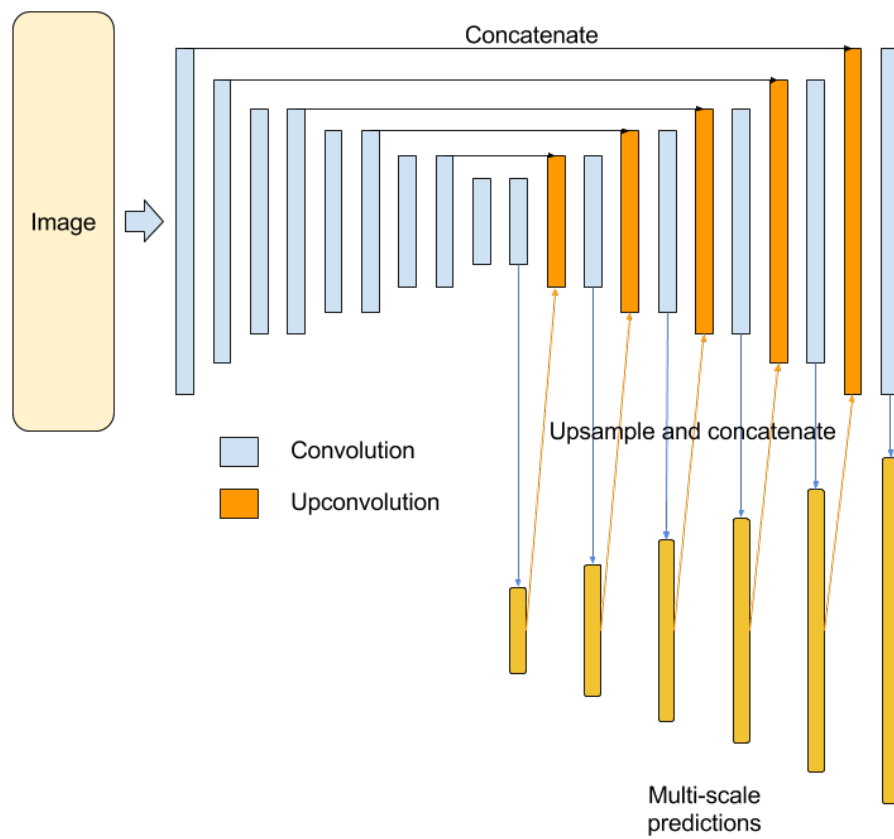 Concatenate
Image
Upsample and concatenate
Convolution
Upconvolution
Multi-scale
predictions